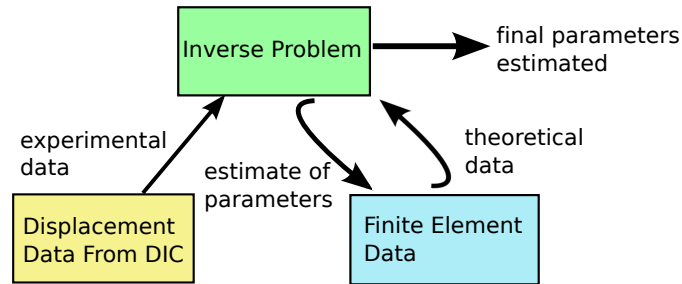 Inverse Problem
final parameters
estimated
experimental
data
estimate of
parameters
theoretical
data
Displacement
Data From DIC
Finite Element
Data